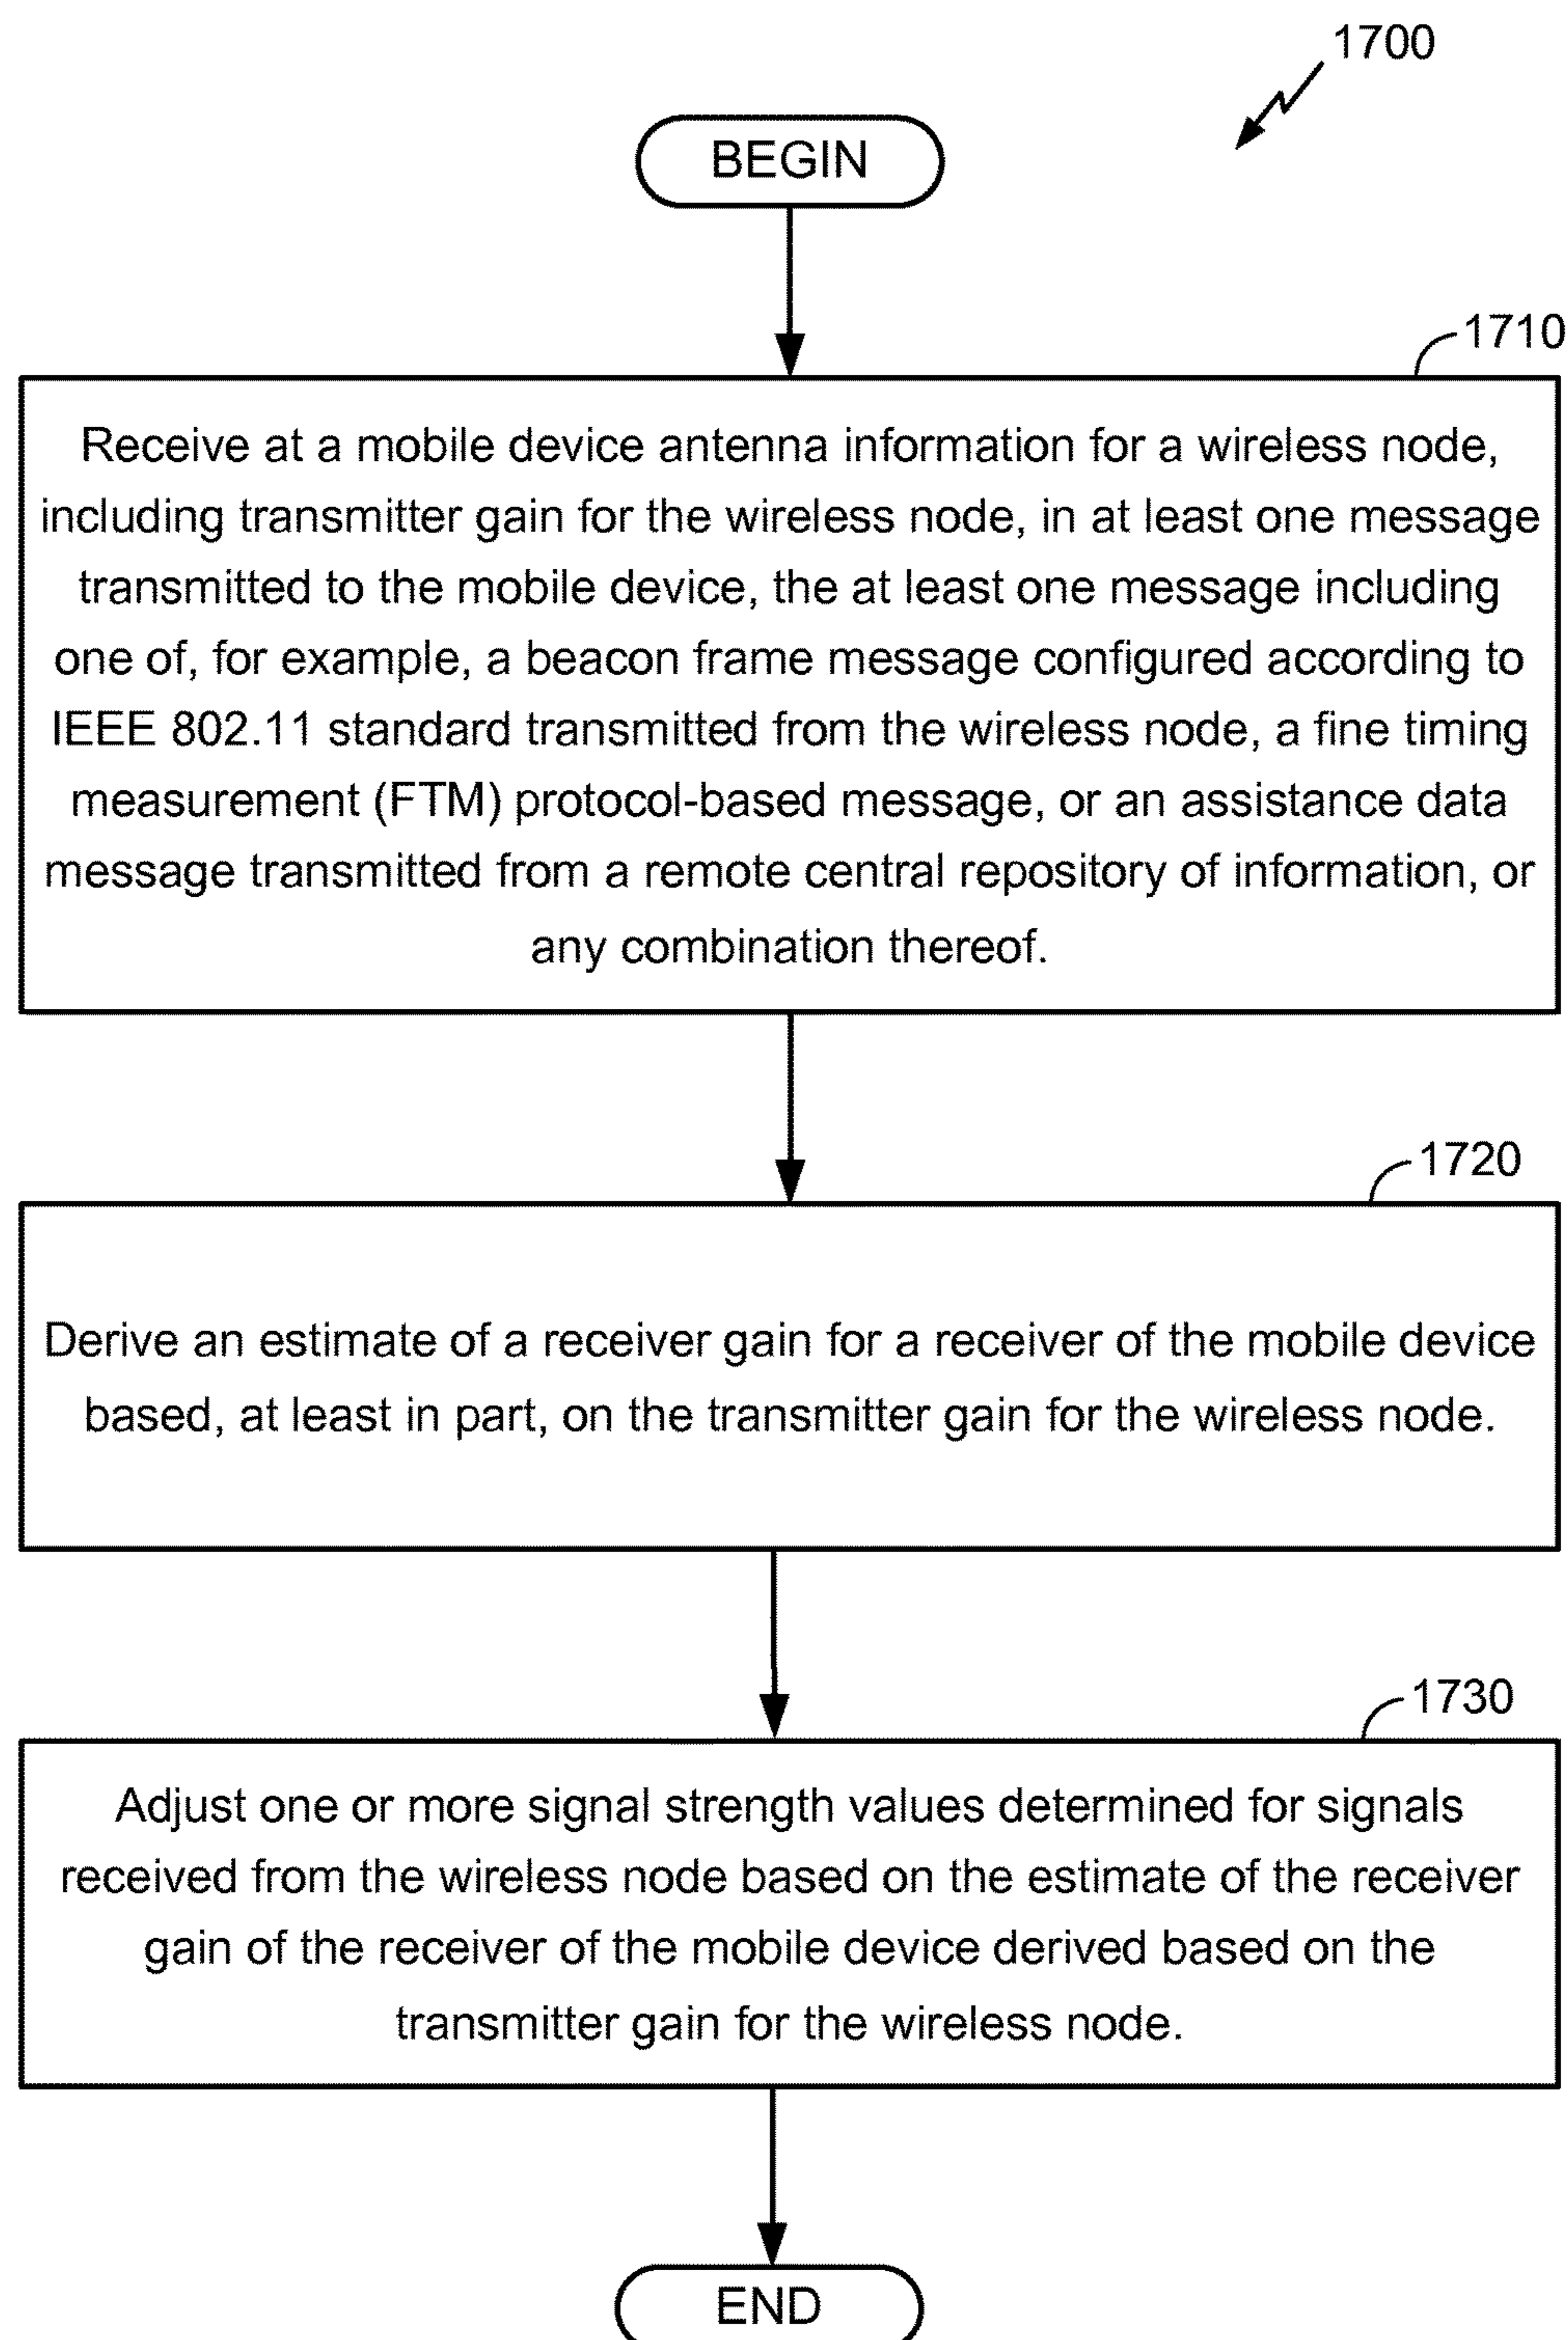 1700
BEGIN
1710
Receive at a mobile device antenna information for a wireless node,
including transmitter gain for the wireless node, in at least one message
transmitted to the mobile device, the at least one message including
one of, for example, a beacon frame message configured according to
IEEE 802.11 standard transmitted from the wireless node, a fine timing
measurement (FTM) protocol-based message, or an assistance data
message transmitted from a remote central repository of information, or
any combination thereof.
1720
Derive an estimate of a receiver gain for a receiver of the mobile device
based, at least in part, on the transmitter gain for the wireless node.
1730
Adjust one or more signal strength values determined for signals
received from the wireless node based on the estimate of the receiver
gain of the receiver of the mobile device derived based on the
transmitter gain for the wireless node.
END